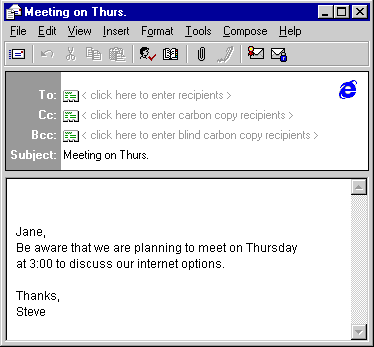 Meeting on Thurs.
File Edit View Insert Format Tools Compose Help
To: < click here to enter recipients >
Cc: < click here to enter carbon copy recipients >
Bcc: < click here to enter blind carbon copy recipients >
Subject: Meeting on Thurs.
Jane,
Be aware that we are planning to meet on Thursday
at 3:00 to discuss our internet options.
Thanks,
Steve